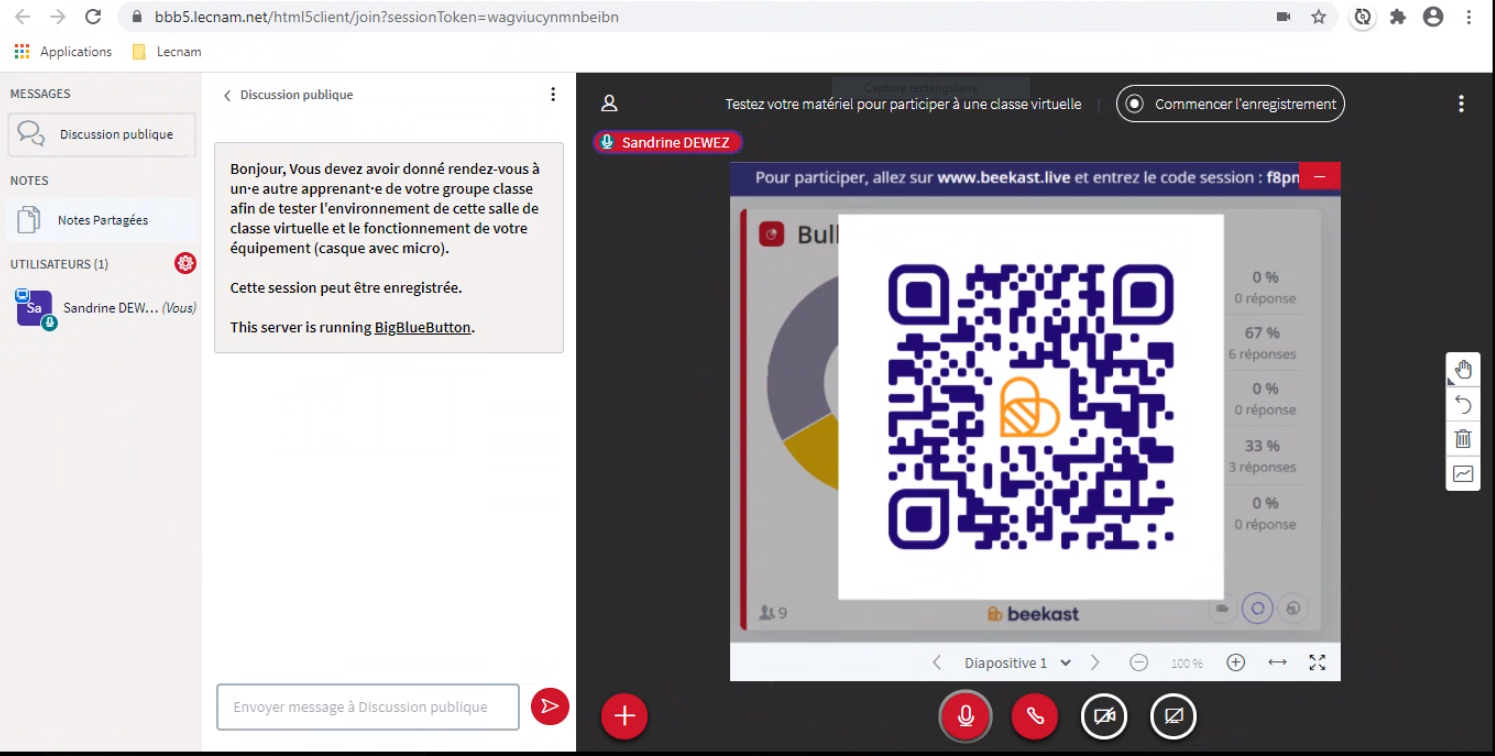 bbb5.lecnam.net/html5client/join?sessionToken=wagviucynmnbeibn
Applications
Lecnam
MESSAGES
Discussion publique
NOTES
Notes Partagées
UTILISATEURS (1)
Sa
Sandrine DEW... (Vous)
Discussion publique
Bonjour, Vous devez avoir donné rendez-vous à
un·e autre apprenant·e de votre groupe classe
afin de tester l'environnement de cette salle de
classe virtuelle et le fonctionnement de votre
équipement (casque avec micro).
Cette session peut être enregistrée.
This server is running BigBlueButton.
Envoyer message à Discussion publique
Capture rectangulaire
Testez votre matériel pour participer à une classe virtuelle
Commencer l'enregistrement
Sandrine DEWEZ
Pour participer, allez sur www.beekast.live et entrez le code session : f8pn
Bull
0 %
0 réponse
67 %
6 réponses
0 %
0 réponse
33 %
3 réponses
0 %
0 réponse
9
beekast
Diapositive 1
100 %